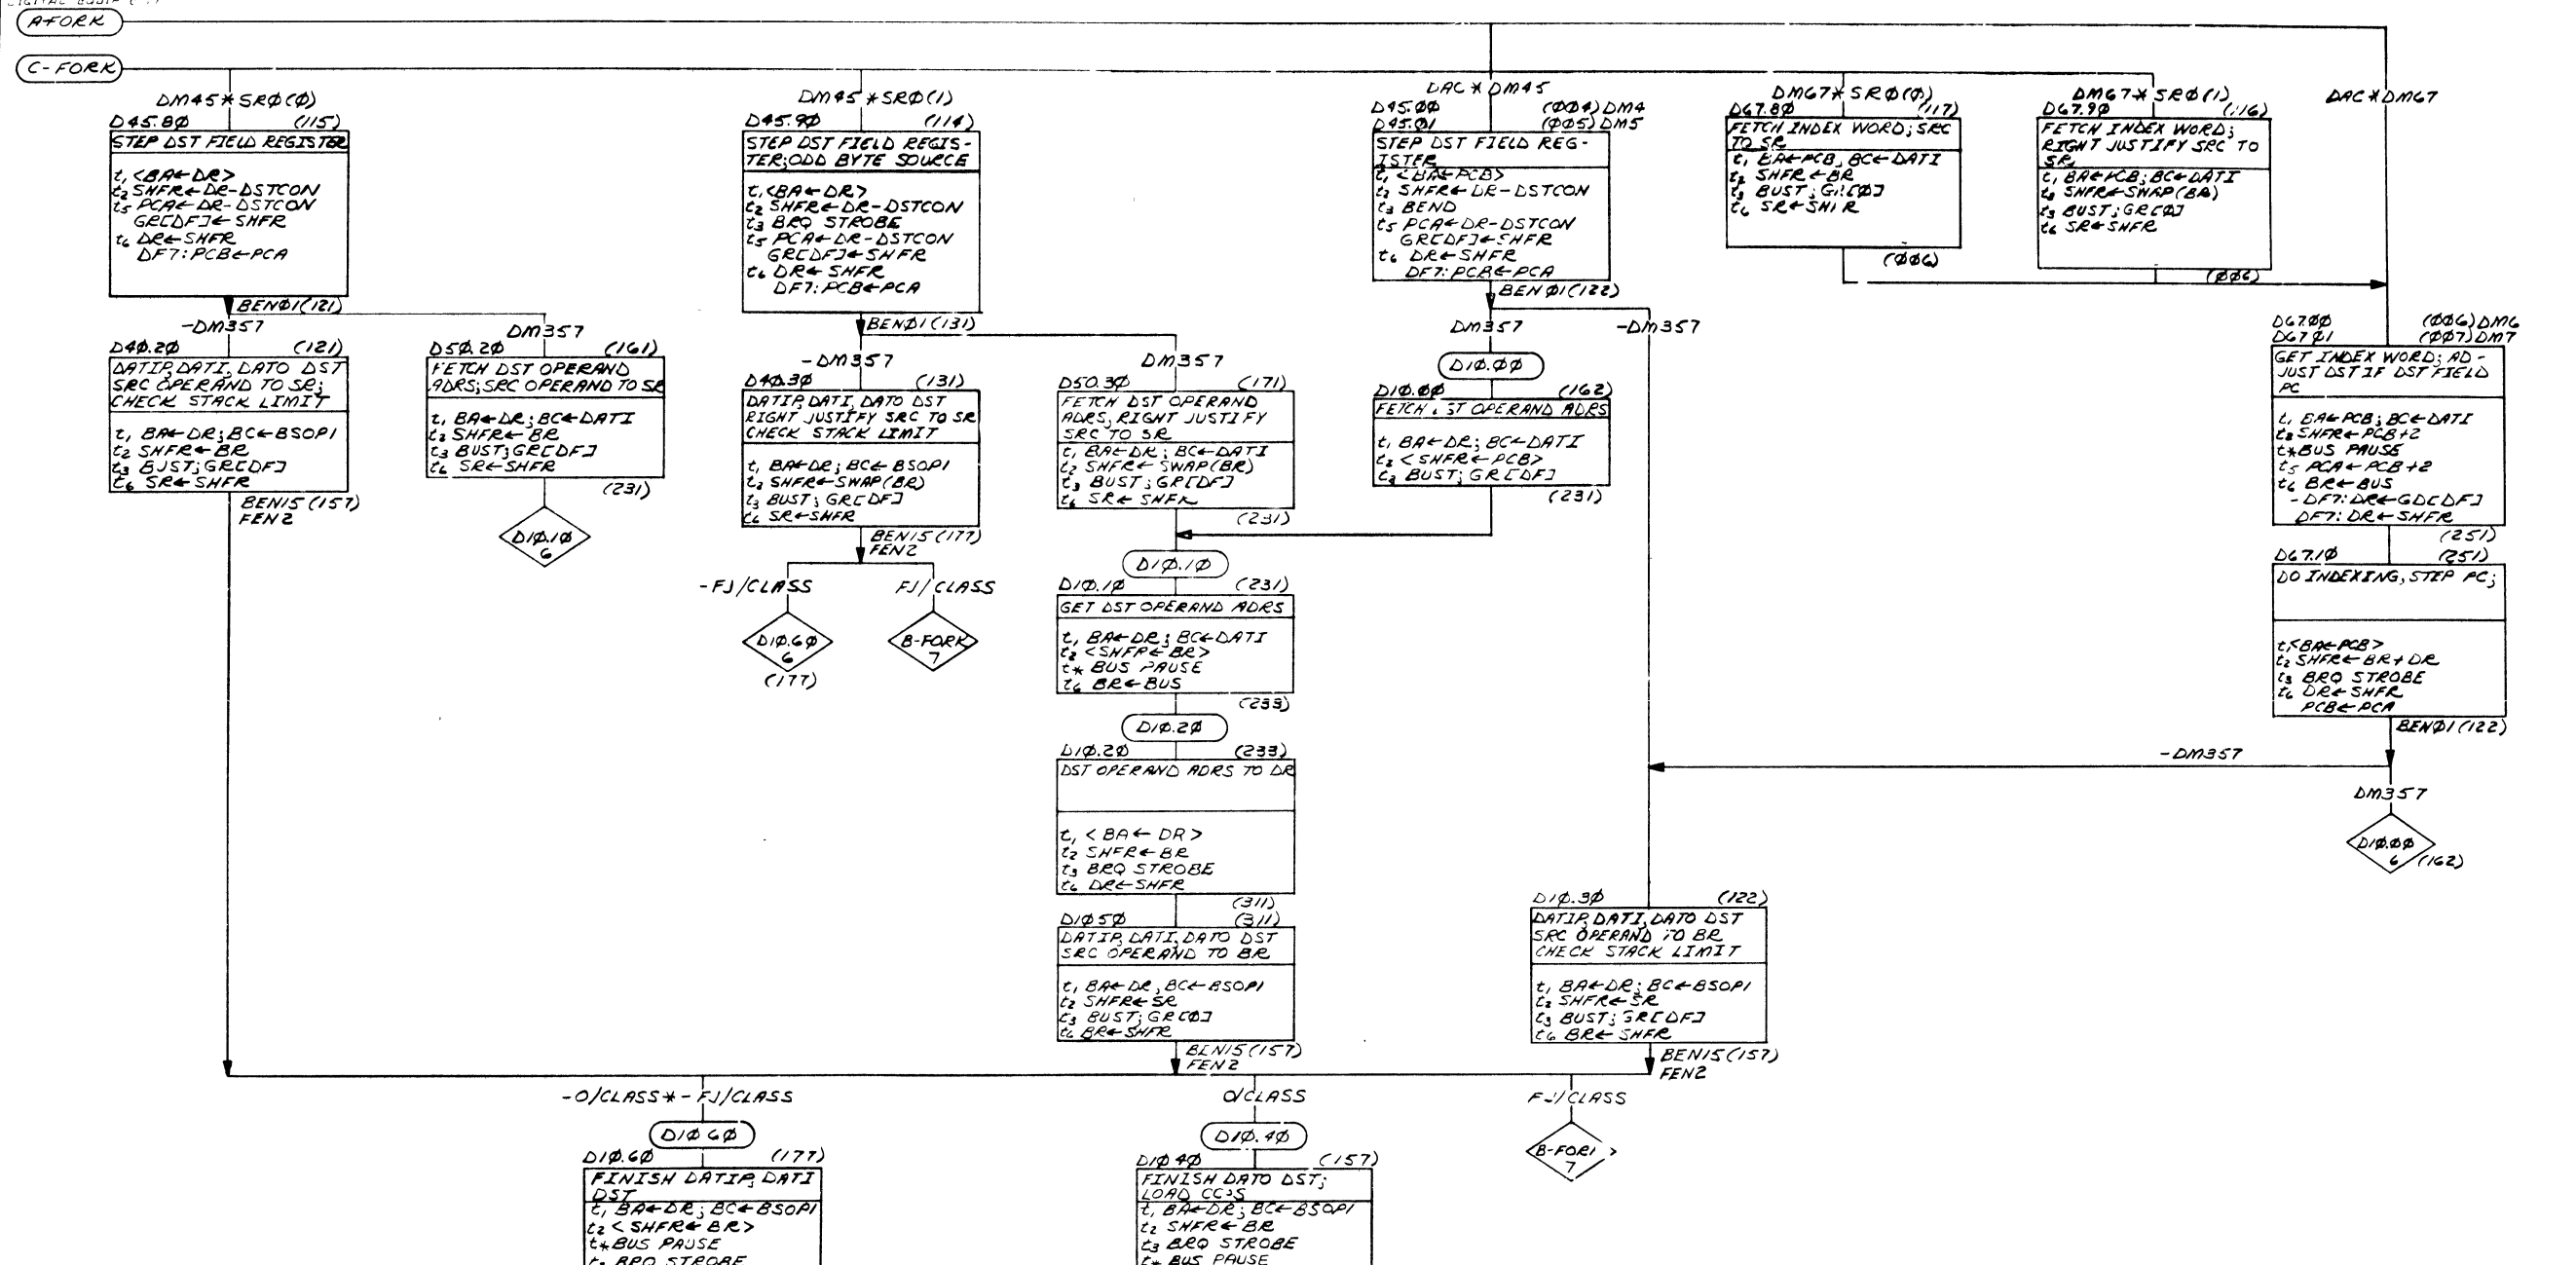 A-FORK
C-FORK
DM45*SRØ(Ø)
D45.8Ø (115)
STEP DST FIELD REGISTER
t1 <BA←DR>
t2 SHFR←DR-DSTCON
t5 PCA←DR-DSTCON
GR[DF]←SHFR
t6 DR←SHFR
DF7:PCB←PCA
BENØ1(121)
-DM357
DM357
D4Ø.2Ø (121)
DATIP,DATI,DATO DST
SRC OPERAND TO SR;
CHECK STACK LIMIT
t1 BA←DR;BC←BSOP1
t2 SHFR←BR
t3 BUST;GR[DF]
t6 SR←SHFR
BEN15(157)
FEN2
D5Ø.2Ø (161)
FETCH DST OPERAND
ADRS;SRC OPERAND TO SR
t1 BA←DR;BC←DATI
t2 SHFR←BR
t3 BUST;GR[DF]
t6 SR←SHFR
(231)
D1Ø.1Ø
6
DM45*SRØ(1)
D45.9Ø (114)
STEP DST FIELD REGIS-
TER;ODD BYTE SOURCE
t1 <BA←DR>
t2 SHFR←DR-DSTCON
t3 BRQ STROBE
t5 PCA←DR-DSTCON
GR[DF]←SHFR
t6 DR←SHFR
DF7:PCB←PCA
BENØ1(131)
-DM357
DM357
D4Ø.3Ø (131)
DATIP,DATI,DATO DST
RIGHT JUSTIFY SRC TO SR
CHECK STACK LIMIT
t1 BA←DR;BC←BSOP1
t2 SHFR←SWAP(BR)
t3 BUST;GR[DF]
t6 SR←SHFR
BEN15(177)
FEN2
-FJ/CLASS
FJ/CLASS
D1Ø.6Ø
6
(177)
B-FORK
7
D5Ø.3Ø (171)
FETCH DST OPERAND
ADRS,RIGHT JUSTIFY
SRC TO SR
t1 BA←DR;BC←DATI
t2 SHFR←SWAP(BR)
t3 BUST;GR[DF]
t6 SR←SHFR
(231)
D1Ø.1Ø
D1Ø.1Ø (231)
GET DST OPERAND ADRS
t1 BA←DR;BC←DATI
t2 <SHFR←BR>
t* BUS PAUSE
t6 BR←BUS
(233)
D1Ø.2Ø
D1Ø.2Ø (233)
DST OPERAND ADRS TO DR
t1 <BA←DR>
t2 SHFR←BR
t3 BRQ STROBE
t6 DR←SHFR
(311)
D1Ø5Ø (311)
DATIP,DATI,DATO DST
SRC OPERAND TO BR
t1 BA←DR,BC←BSOP1
t2 SHFR←SR
t3 BUST;GR[Ø]
t6 BR←SHFR
BEN15(157)
FEN2
DAC*DM45
D45.ØØ (ØØ4)DM4
D45.Ø1 (ØØ5)DM5
STEP DST FIELD REG-
ISTER
t1 <BA←PCB>
t2 SHFR←DR-DSTCON
t3 BEND
t5 PCA←DR-DSTCON
GR[DF]←SHFR
t6 DR←SHFR
DF7:PCB←PCA
BENØ1(122)
DM357
-DM357
D1Ø.ØØ
D1Ø.ØØ (162)
FETCH DST OPERAND ADRS
t1 BA←DR;BC←DATI
t2 <SHFR←PCB>
t3 BUST;GR[DF]
(231)
DM67*SRØ(Ø)
D67.8Ø (117)
FETCH INDEX WORD;SRC
TO SR
t1 BA←PCB,BC←DATI
t2 SHFR←BR
t3 BUST;GR[Ø]
t6 SR←SHFR
(ØØ6)
DM67*SRØ(1)
D67.9Ø (116)
FETCH INDEX WORD;
RIGHT JUSTIFY SRC TO
SR
t1 BA←PCB;BC←DATI
t2 SHFR←SWAP(BR)
t3 BUST;GR[Ø]
t6 SR←SHFR
(ØØ6)
DAC*DM67
D67.ØØ (ØØ6)DM6
D67Ø1 (ØØ7)DM7
GET INDEX WORD; AD-
JUST DST IF DST FIELD
PC
t1 BA←PCB;BC←DATI
t2 SHFR←PCB+2
t*BUS PAUSE
t5 PCA←PCB+2
t6 BR←BUS
-DF7:DR←GD[DF]
DF7:DR←SHFR
(251)
D67.1Ø (251)
DO INDEXING,STEP PC;
t1<BA←PCB>
t2 SHFR←BR+DR
t3 BRQ STROBE
t6 DR←SHFR
PCB←PCA
BENØ1(122)
-DM357
DM357
D1Ø.ØØ
6 (162)
D1Ø.3Ø (122)
DATIP,DATI,DATO DST
SRC OPERAND TO BR
CHECK STACK LIMIT
t1 BA←DR;BC←BSOP1
t2 SHFR←SR
t3 BUST;GR[DF]
t6 BR←SHFR
BEN15(157)
FEN2
-O/CLASS*-FJ/CLASS
O/CLASS
FJ/CLASS
D1Ø6Ø
D1Ø.6Ø (177)
FINISH DATIP,DATI
DST
t1 BA←DR;BC←BSOP1
t2 <SHFR←BR>
t*BUS PAUSE
BRQ STROBE
D1Ø.4Ø
D1Ø4Ø (157)
FINISH DATO DST;
LOAD CC'S
t1 BA←DR;BC←BSOP1
t2 SHFR←BR
t3 BRQ STROBE
t* BUS PAUSE
B-FORK
7